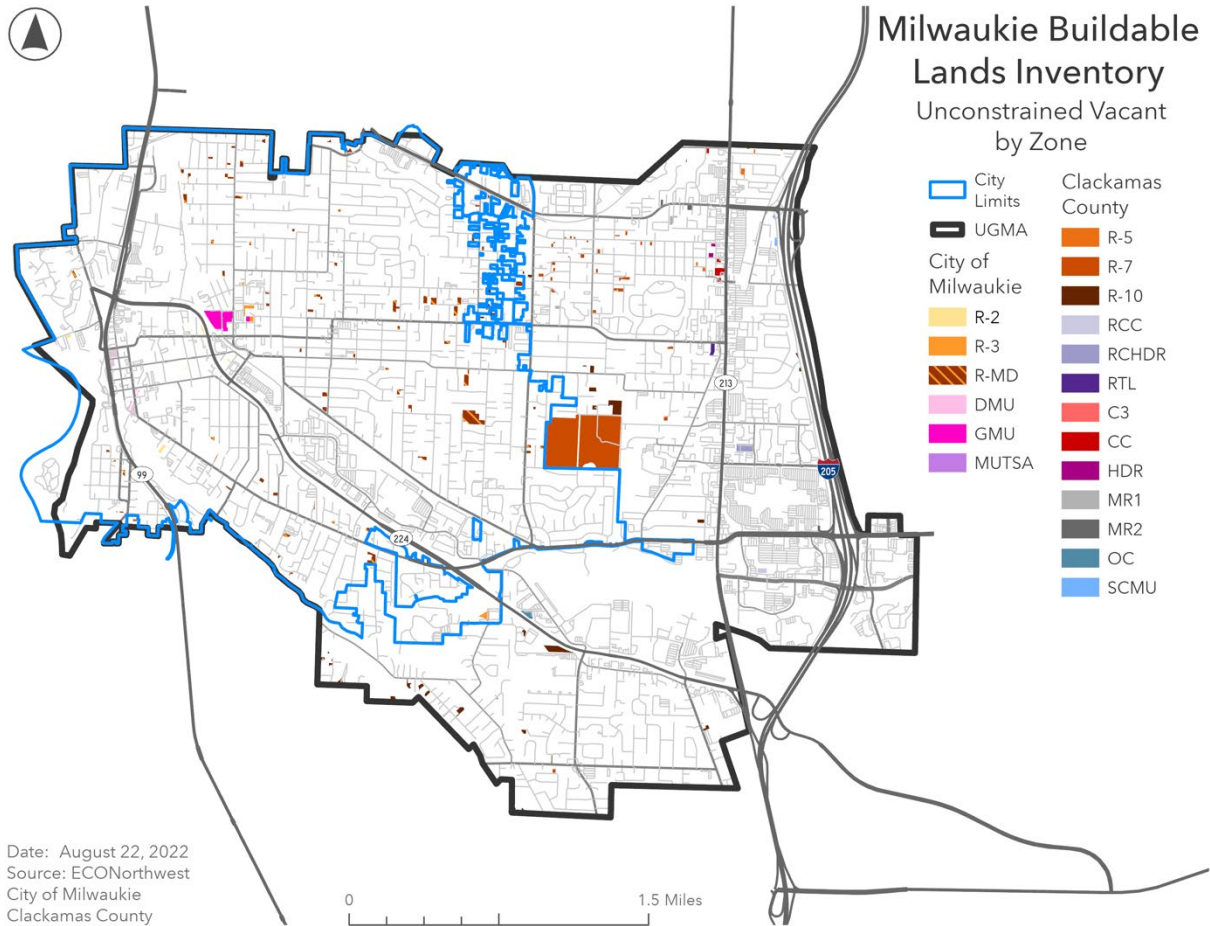 Milwaukie Buildable
Lands Inventory
Unconstrained Vacant
by Zone
City
Limits
UGMA
City of
Milwaukie
R-2
R-3
R-MD
DMU
GMU
MUTSA
Clackamas
County
R-5
R-7
R-10
RCC
RCHDR
RTL
C3
CC
HDR
MR1
MR2
OC
SCMU
213
205
99
224
Date: August 22, 2022
Source: ECONorthwest
City of Milwaukie
Clackamas County
0 1.5 Miles